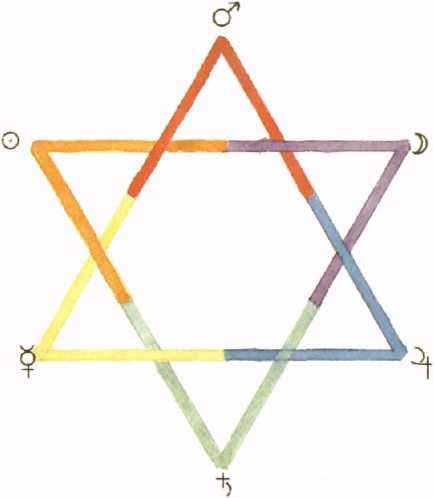 ♂
☉ ☽
☿ ♃
♄